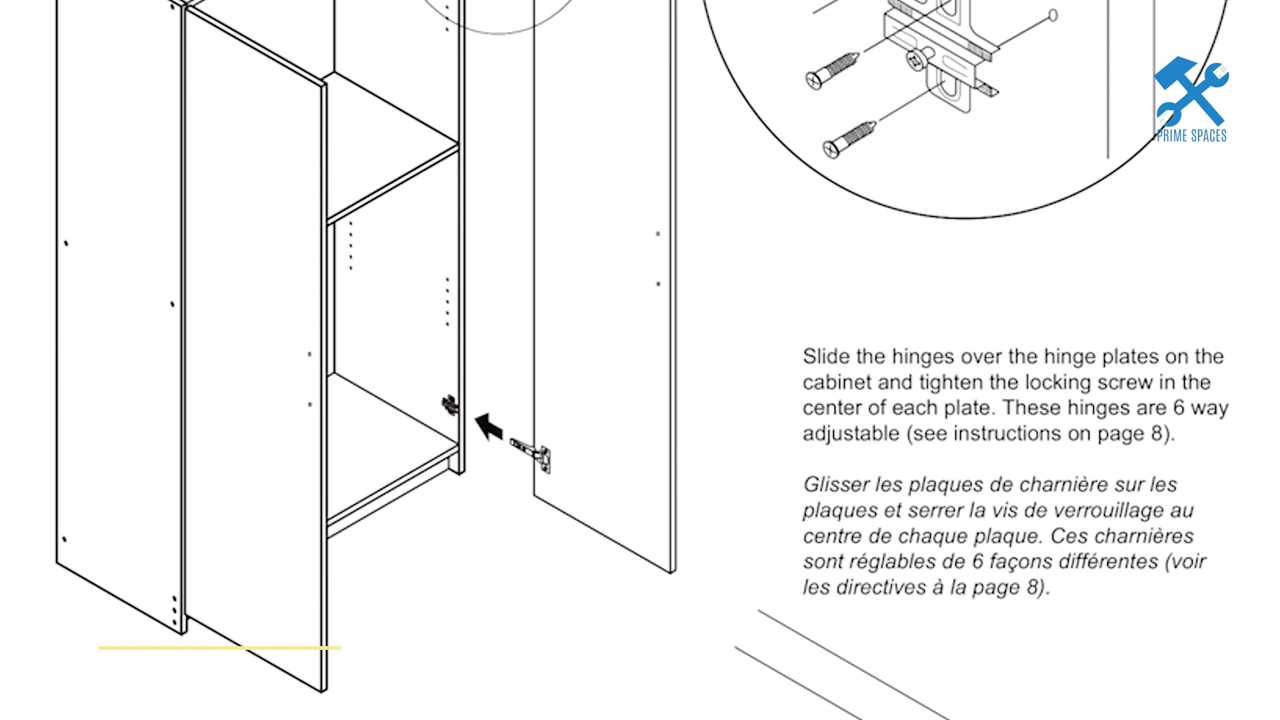 PRIME SPACES
Slide the hinges over the hinge plates on the
cabinet and tighten the locking screw in the
center of each plate. These hinges are 6 way
adjustable (see instructions on page 8).
Glisser les plaques de charnière sur les
plaques et serrer la vis de verrouillage au
centre de chaque plaque. Ces charnières
sont réglables de 6 façons différentes (voir
les directives à la page 8).